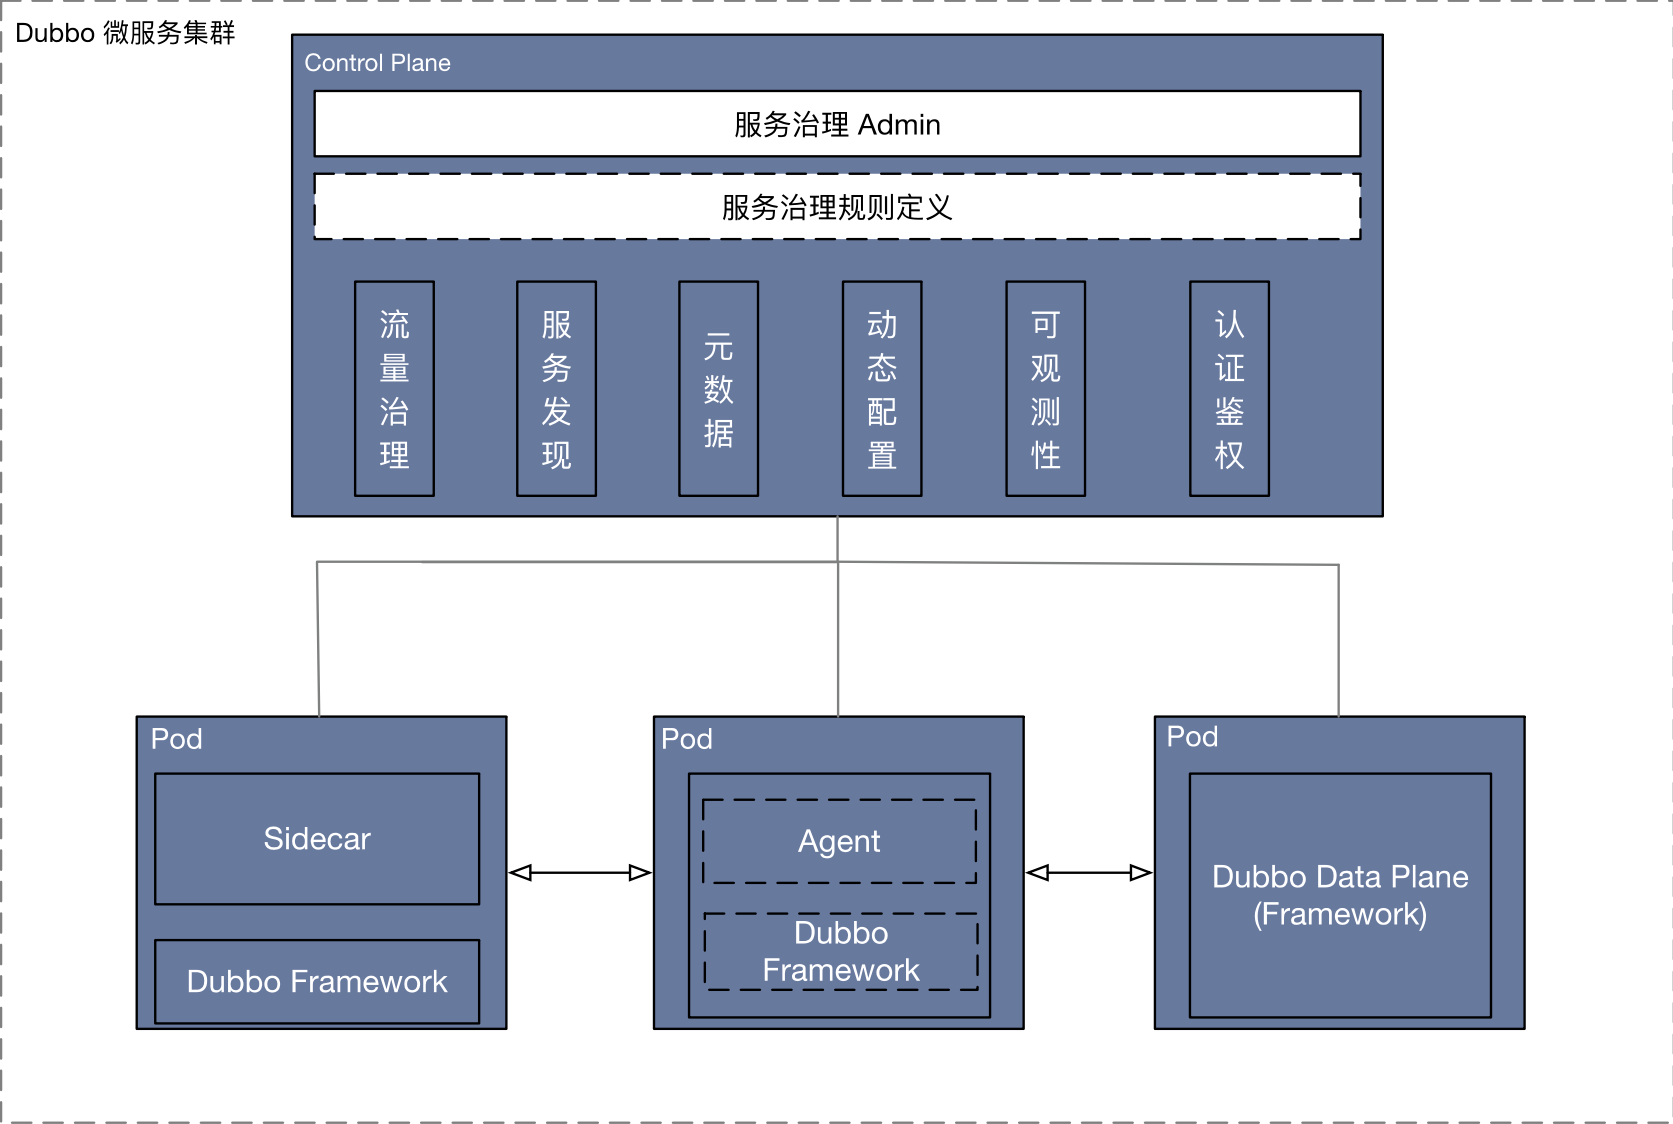 Dubbo 微服务集群
Control Plane
服务治理 Admin
服务治理规则定义
流量治理
服务发现
元数据
动态配置
可观测性
认证鉴权
Pod
Sidecar
Dubbo Framework
Pod
Agent
Dubbo
Framework
Pod
Dubbo Data Plane
(Framework)